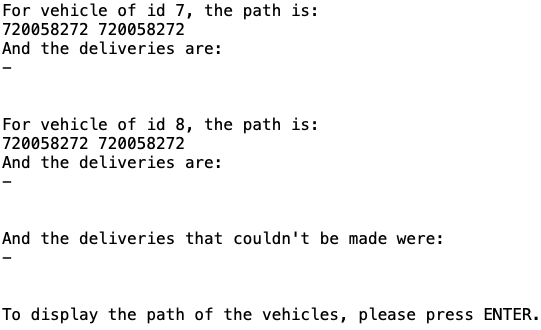 For vehicle of id 7, the path is:
720058272 720058272
And the deliveries are:
–
For vehicle of id 8, the path is:
720058272 720058272
And the deliveries are:
–
And the deliveries that couldn't be made were:
–
To display the path of the vehicles, please press ENTER.